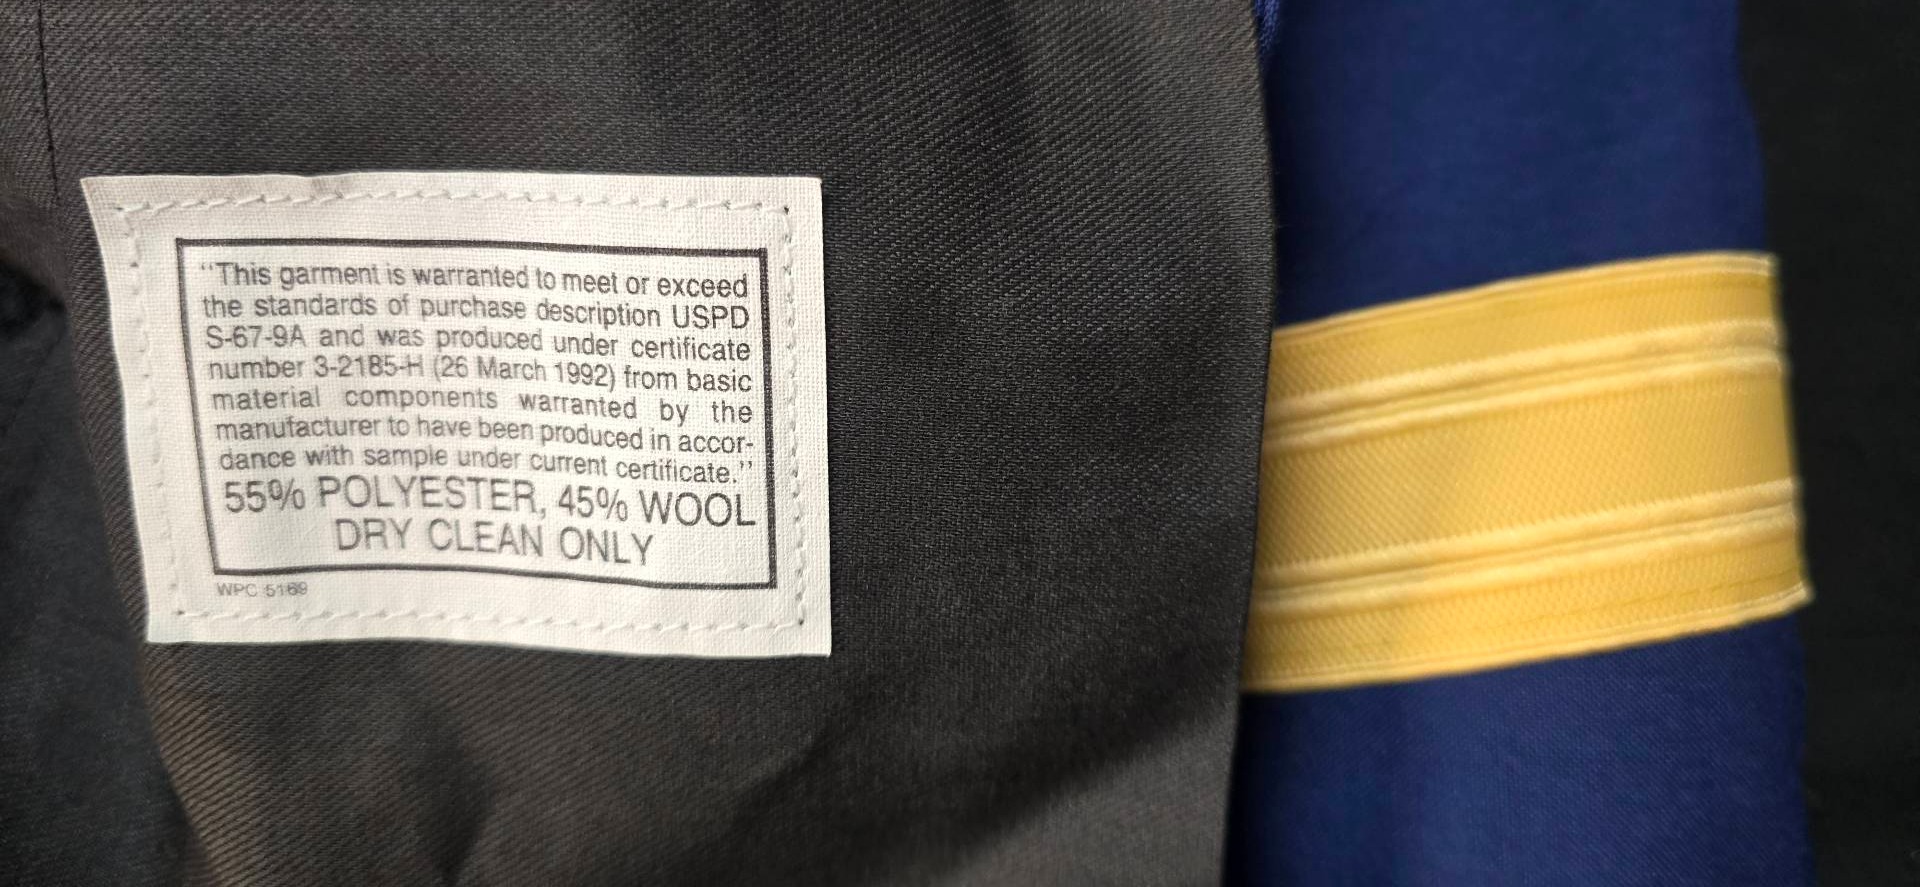 "This garment is warranted to meet or exceed
the standards of purchase description USPD
S-67-9A and was produced under certificate
number 3-2185-H (26 March 1992) from basic
material components warranted by the
manufacturer to have been produced in accor-
dance with sample under current certificate."
55% POLYESTER, 45% WOOL
DRY CLEAN ONLY
WPC 5169